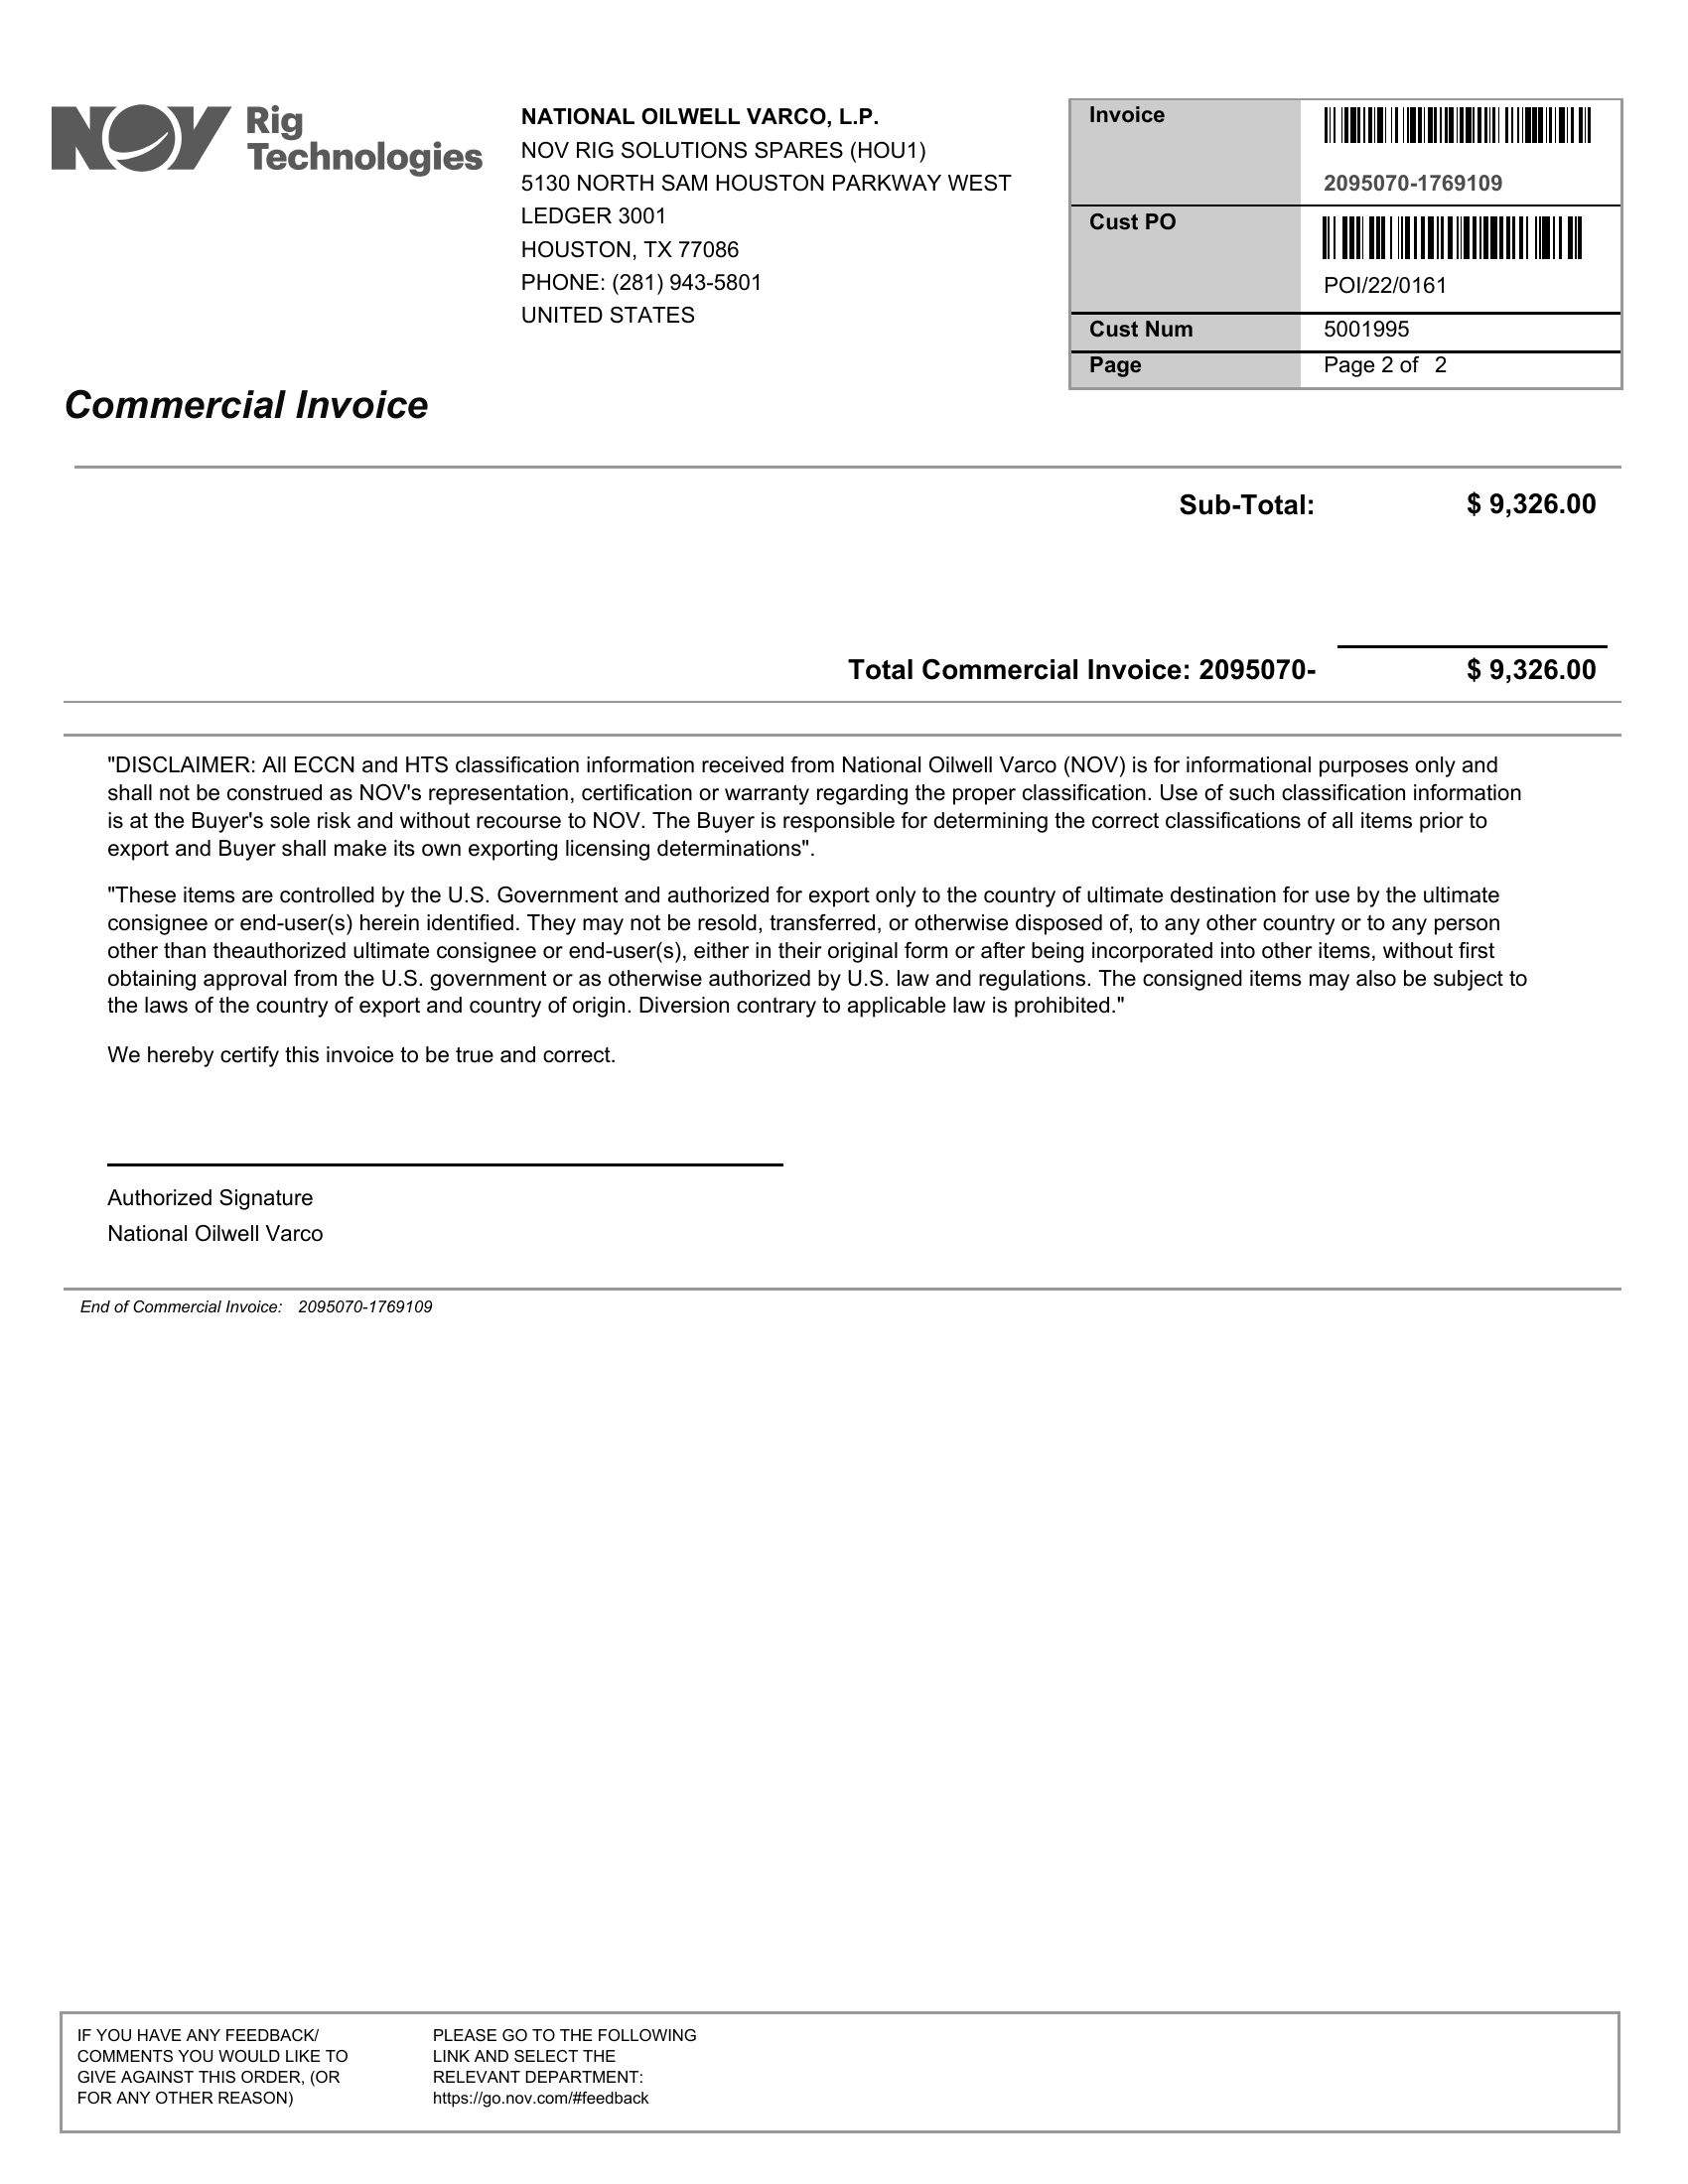 NOV Rig
Technologies
NATIONAL OILWELL VARCO, L.P.
NOV RIG SOLUTIONS SPARES (HOU1)
5130 NORTH SAM HOUSTON PARKWAY WEST
LEDGER 3001
HOUSTON, TX 77086
PHONE: (281) 943-5801
UNITED STATES
Invoice
2095070-1769109
Cust PO
POI/22/0161
Cust Num 5001995
Page Page 2 of 2
Commercial Invoice
Sub-Total: $ 9,326.00
Total Commercial Invoice: 2095070- $ 9,326.00
"DISCLAIMER: All ECCN and HTS classification information received from National Oilwell Varco (NOV) is for informational purposes only and
shall not be construed as NOV's representation, certification or warranty regarding the proper classification. Use of such classification information
is at the Buyer's sole risk and without recourse to NOV. The Buyer is responsible for determining the correct classifications of all items prior to
export and Buyer shall make its own exporting licensing determinations".
"These items are controlled by the U.S. Government and authorized for export only to the country of ultimate destination for use by the ultimate
consignee or end-user(s) herein identified. They may not be resold, transferred, or otherwise disposed of, to any other country or to any person
other than theauthorized ultimate consignee or end-user(s), either in their original form or after being incorporated into other items, without first
obtaining approval from the U.S. government or as otherwise authorized by U.S. law and regulations. The consigned items may also be subject to
the laws of the country of export and country of origin. Diversion contrary to applicable law is prohibited."
We hereby certify this invoice to be true and correct.
Authorized Signature
National Oilwell Varco
End of Commercial Invoice: 2095070-1769109
IF YOU HAVE ANY FEEDBACK/
COMMENTS YOU WOULD LIKE TO
GIVE AGAINST THIS ORDER, (OR
FOR ANY OTHER REASON)
PLEASE GO TO THE FOLLOWING
LINK AND SELECT THE
RELEVANT DEPARTMENT:
https://go.nov.com/#feedback